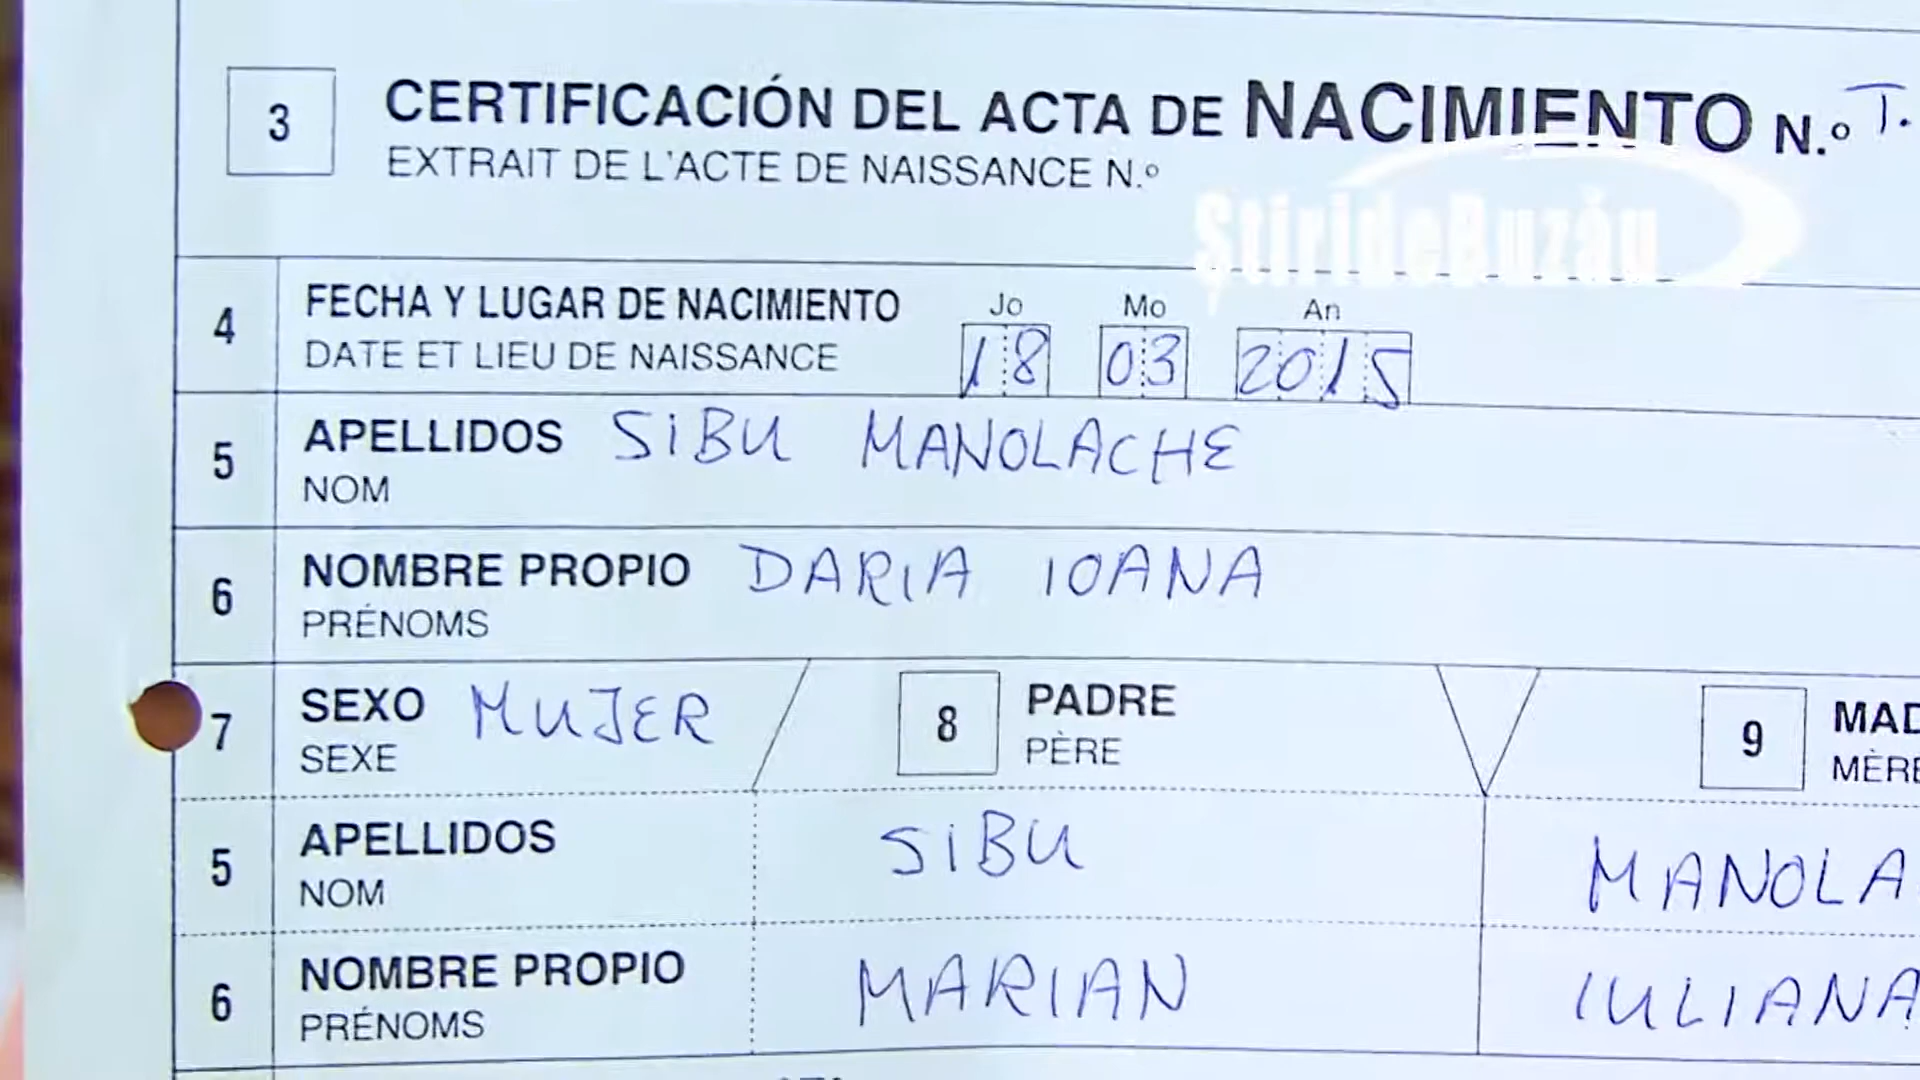 3 CERTIFICACIÓN DEL ACTA DE NACIMIENTO N.º T.
EXTRAIT DE L'ACTE DE NAISSANCE N.º
ȘtirideBuzău
4 FECHA Y LUGAR DE NACIMIENTO Jo Mo An
DATE ET LIEU DE NAISSANCE 18 03 2015
5 APELLIDOS SIBU MANOLACHE
NOM
6 NOMBRE PROPIO DARIA IOANA
PRÉNOMS
7 SEXO MUJER 8 PADRE 9 MAD
SEXE PÈRE MÈRE
5 APELLIDOS SIBU MANOLA
NOM
6 NOMBRE PROPIO MARIAN IULIANA
PRÉNOMS